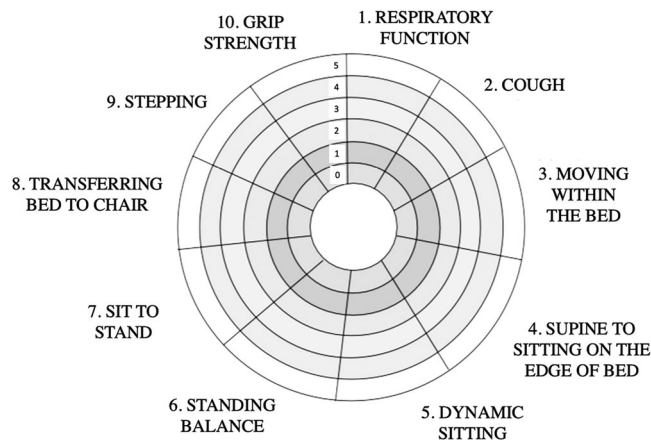 1. RESPIRATORY
FUNCTION
2. COUGH
3. MOVING
WITHIN
THE BED
4. SUPINE TO
SITTING ON THE
EDGE OF BED
5. DYNAMIC
SITTING
6. STANDING
BALANCE
7. SIT TO
STAND
8. TRANSFERRING
BED TO CHAIR
9. STEPPING
10. GRIP
STRENGTH
5
4
3
2
1
0